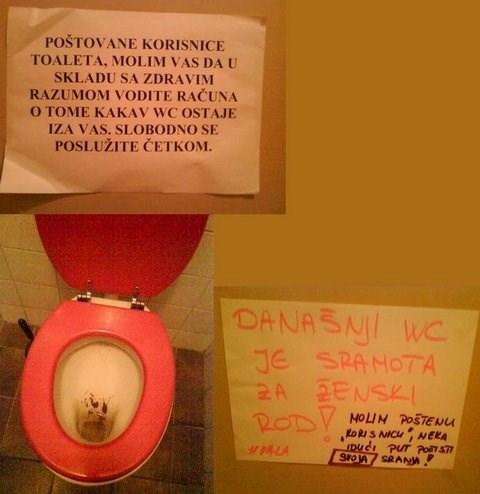 POŠTOVANE KORISNICE
TOALETA, MOLIM VAS DA U
SKLADU SA ZDRAVIM
RAZUMOM VODITE RAČUNA
O TOME KAKAV WC OSTAJE
IZA VAS. SLOBODNO SE
POSLUŽITE ČETKOM.
DANAŠNJI WC
JE SRAMOTA
ZA ŽENSKI
ROD!
MOLIM POŠTENU
"KORISNICU", NEKA
IDUĆI PUT POČISTI
SVOJA SRANJA!